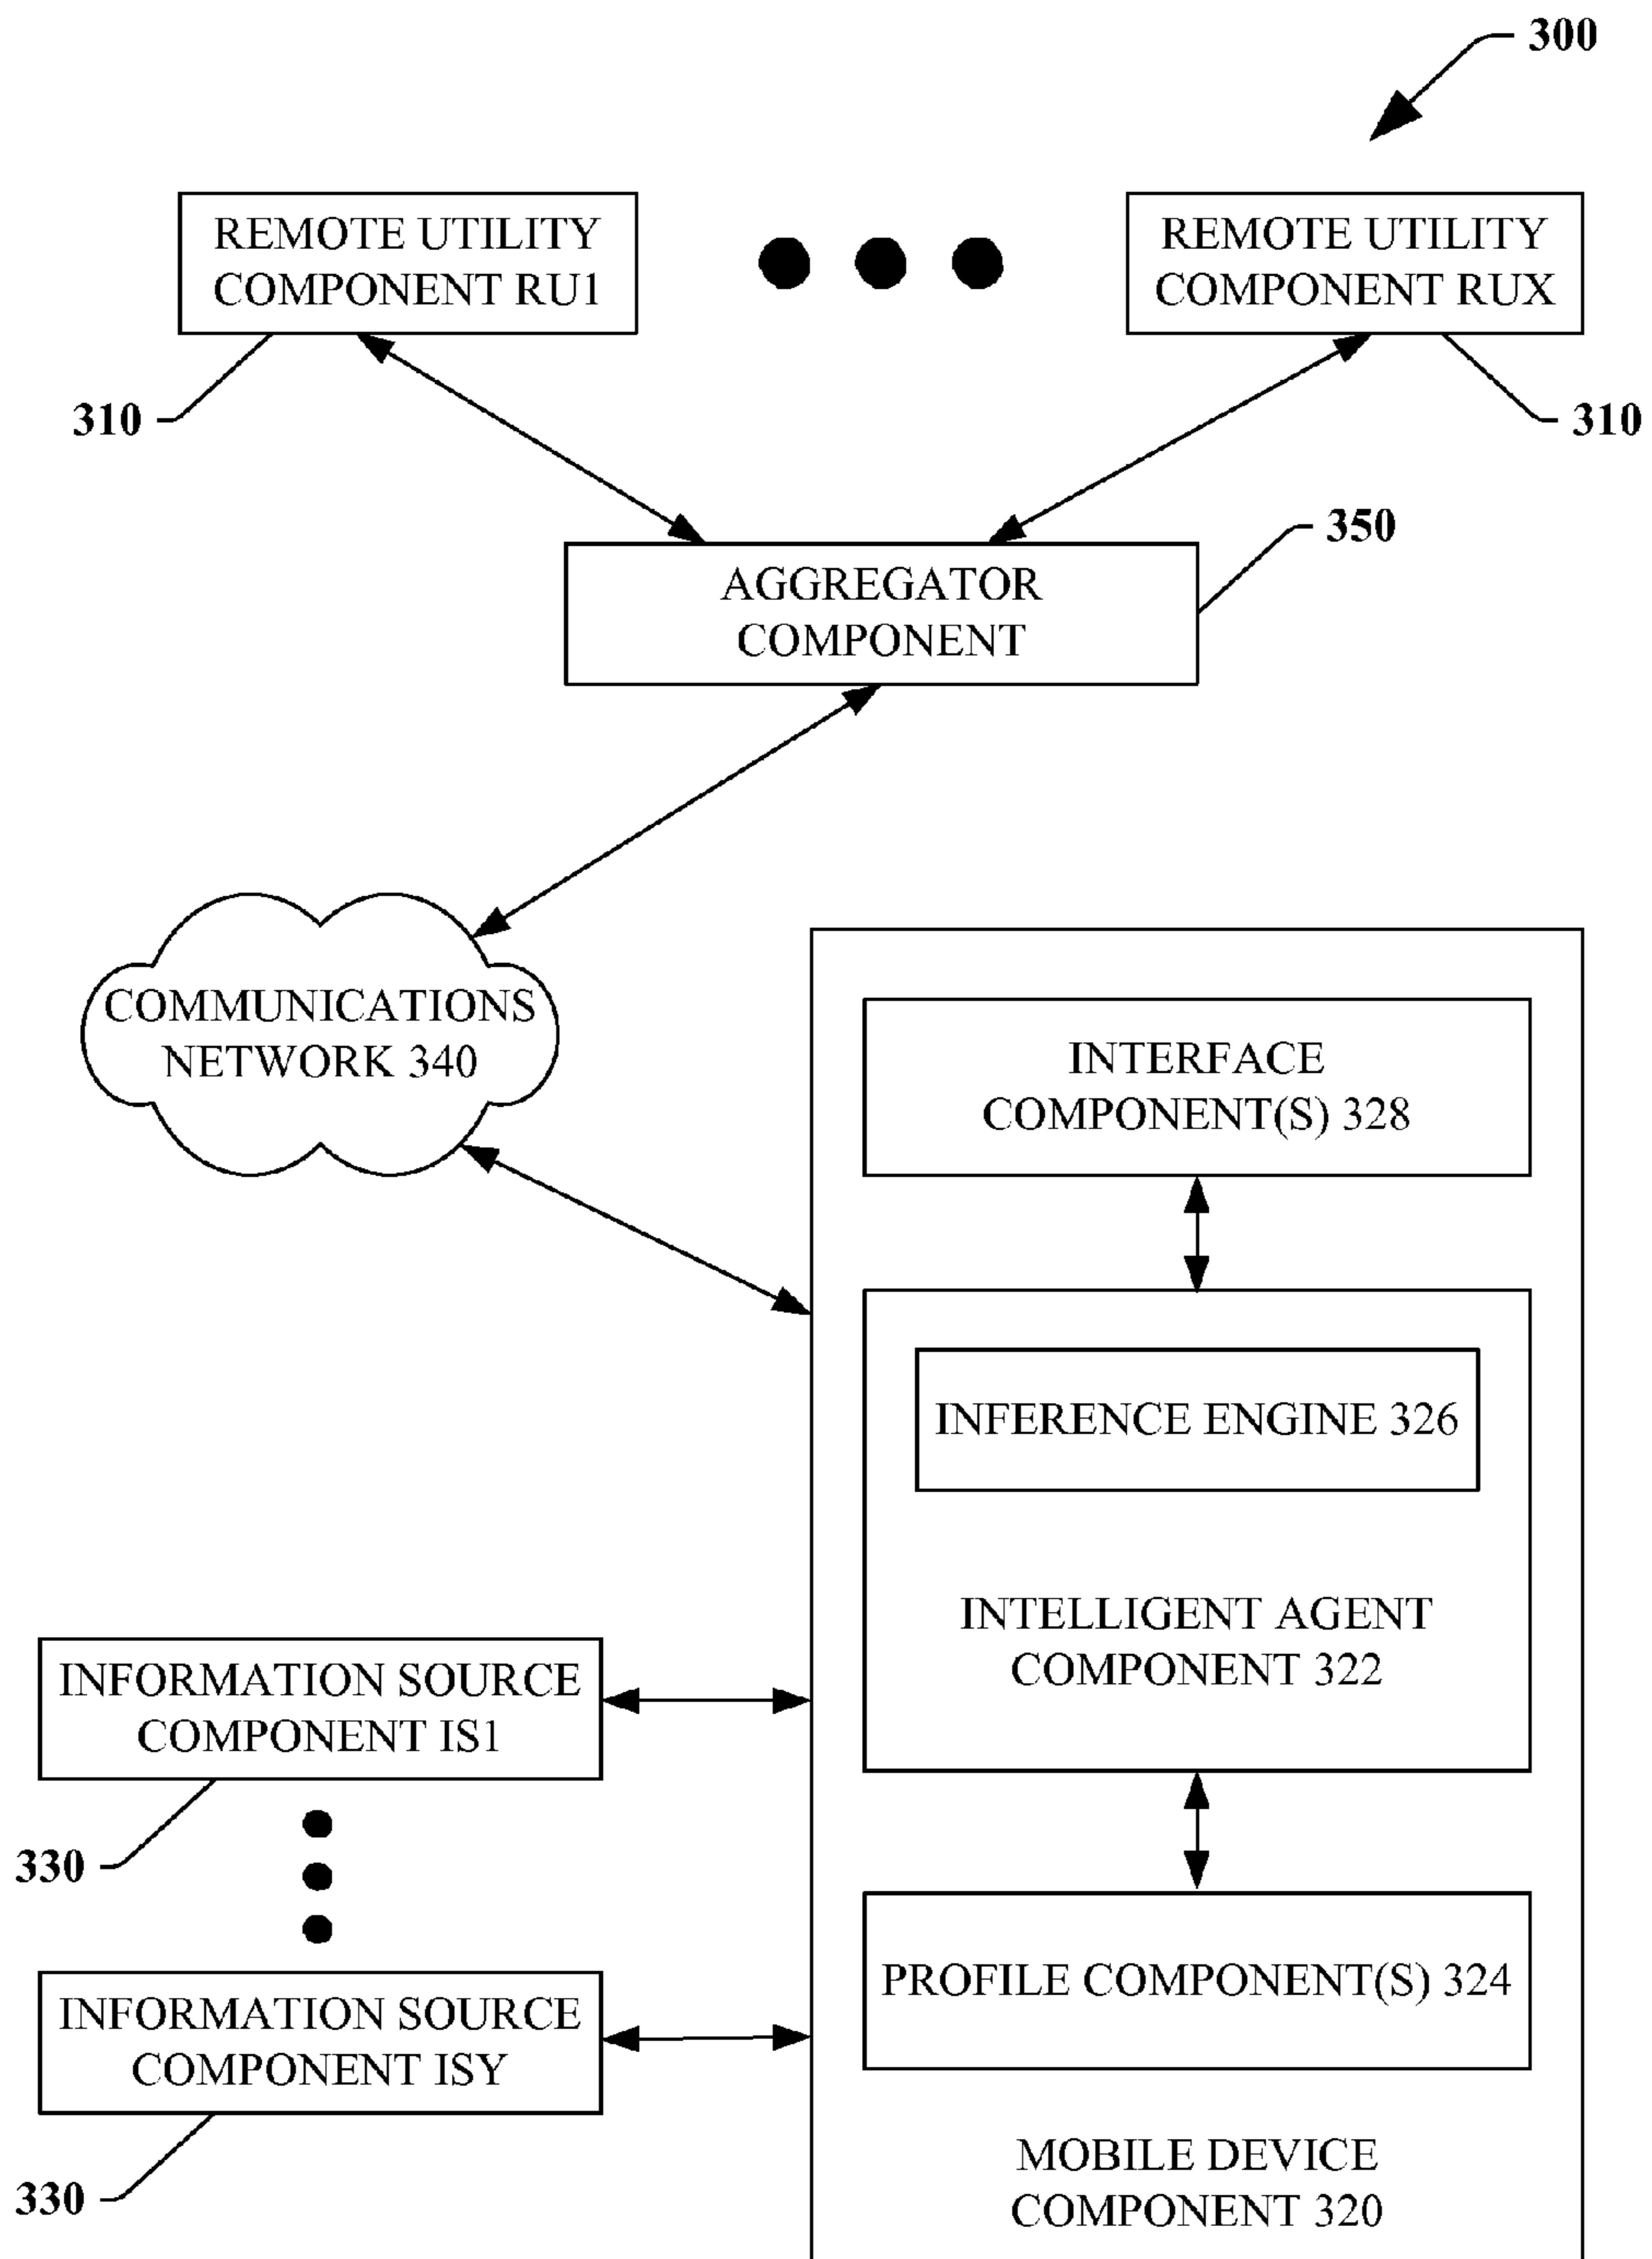 300
REMOTE UTILITY
COMPONENT RU1
REMOTE UTILITY
COMPONENT RUX
310
310
350
AGGREGATOR
COMPONENT
COMMUNICATIONS
NETWORK 340
INTERFACE
COMPONENT(S) 328
INFERENCE ENGINE 326
INTELLIGENT AGENT
COMPONENT 322
INFORMATION SOURCE
COMPONENT IS1
330
PROFILE COMPONENT(S) 324
INFORMATION SOURCE
COMPONENT ISY
330
MOBILE DEVICE
COMPONENT 320